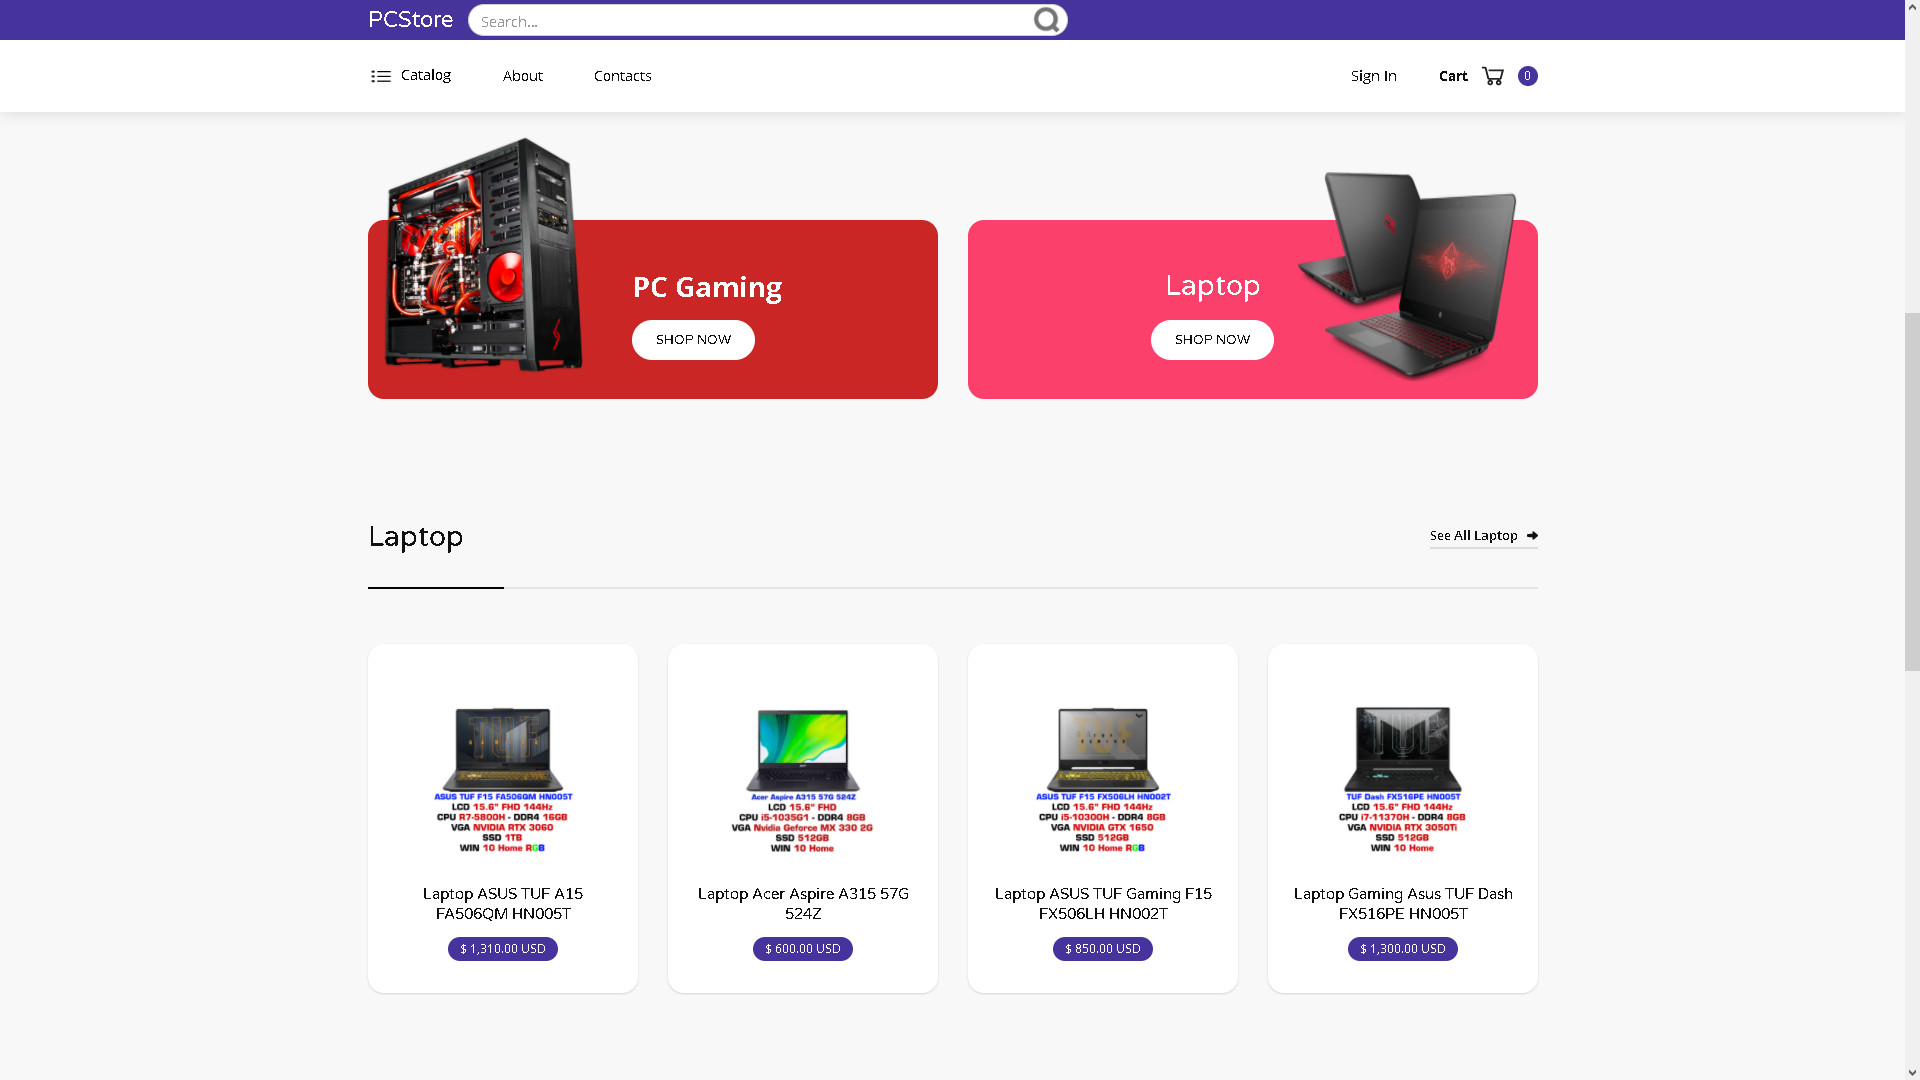 PCStore
Search...
Catalog
About
Contacts
Sign In
Cart
0
PC Gaming
SHOP NOW
Laptop
SHOP NOW
Laptop
See All Laptop
ASUS TUF F15 FA506QM HN005T
LCD 15.6" FHD 144Hz
CPU R7-5800H - DDR4 16GB
VGA NVIDIA RTX 3060
SSD 1TB
WIN 10 Home RGB
Laptop ASUS TUF A15
FA506QM HN005T
$ 1,310.00 USD
Acer Aspire A315 57G 524Z
LCD 15.6" FHD
CPU i5-1035G1 - DDR4 8GB
VGA Nvidia Geforce MX 330 2G
SSD 512GB
WIN 10 Home
Laptop Acer Aspire A315 57G
524Z
$ 600.00 USD
TUF
ASUS TUF F15 FX506LH HN002T
LCD 15.6" FHD 144Hz
CPU i5-10300H - DDR4 8GB
VGA NVIDIA GTX 1650
SSD 512GB
WIN 10 Home RGB
Laptop ASUS TUF Gaming F15
FX506LH HN002T
$ 850.00 USD
TUF
TUF Dash FX516PE HN005T
LCD 15.6" FHD 144Hz
CPU i7-11370H - DDR4 8GB
VGA NVIDIA RTX 3050Ti
SSD 512GB
WIN 10 Home
Laptop Gaming Asus TUF Dash
FX516PE HN005T
$ 1,300.00 USD